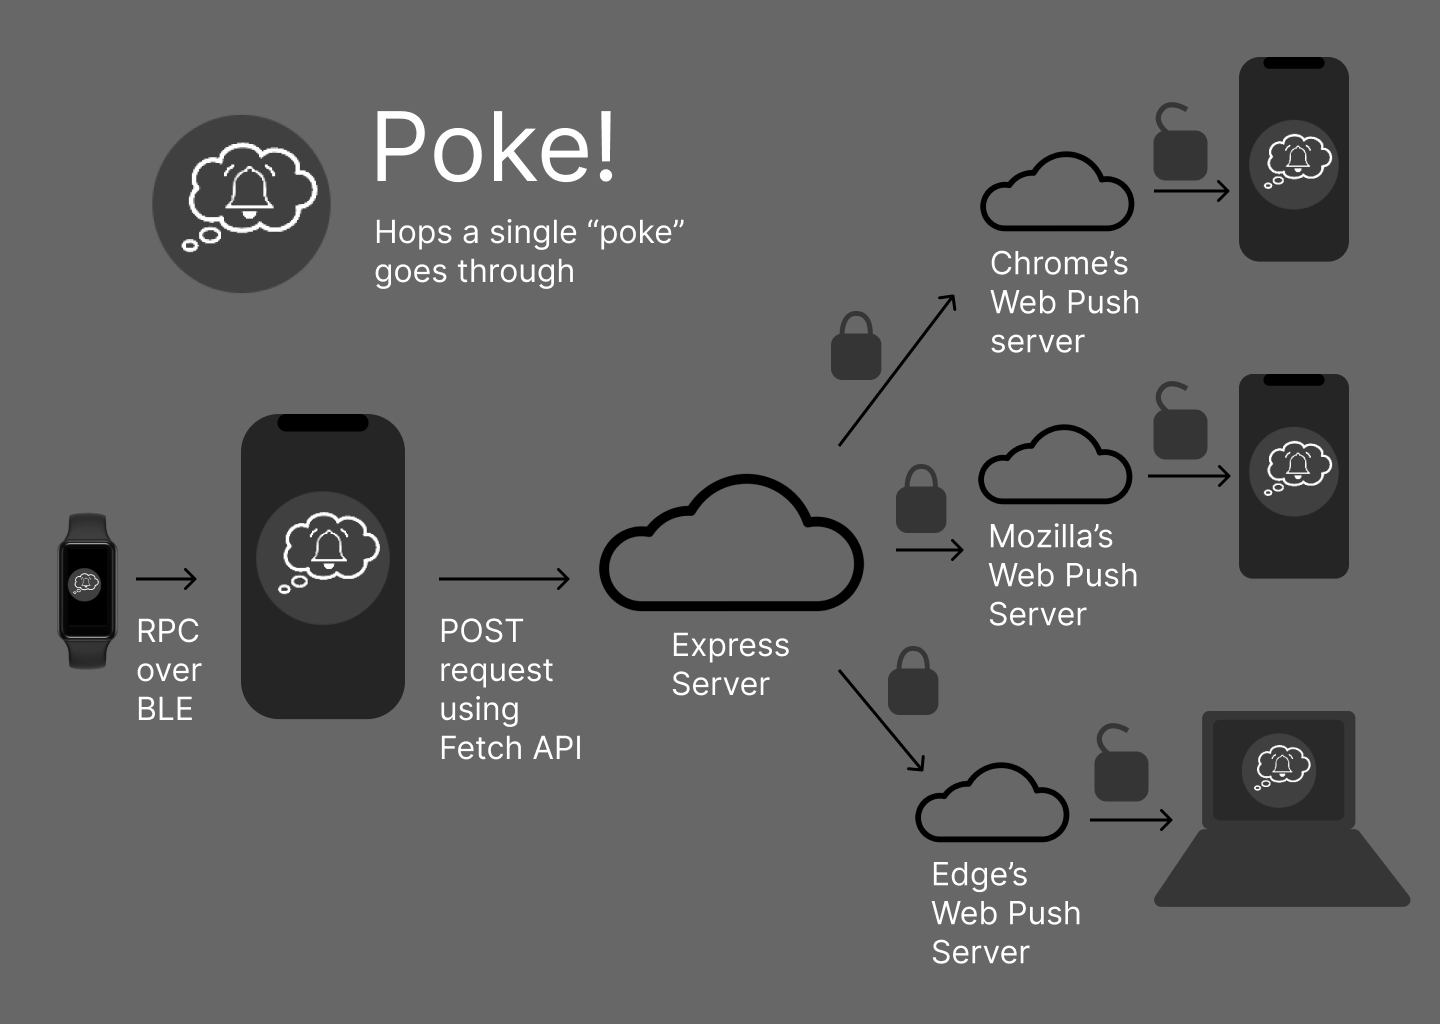 Poke!
Hops a single “poke”
goes through
RPC
over
BLE
POST
request
using
Fetch API
Express
Server
Chrome’s
Web Push
server
Mozilla’s
Web Push
Server
Edge’s
Web Push
Server